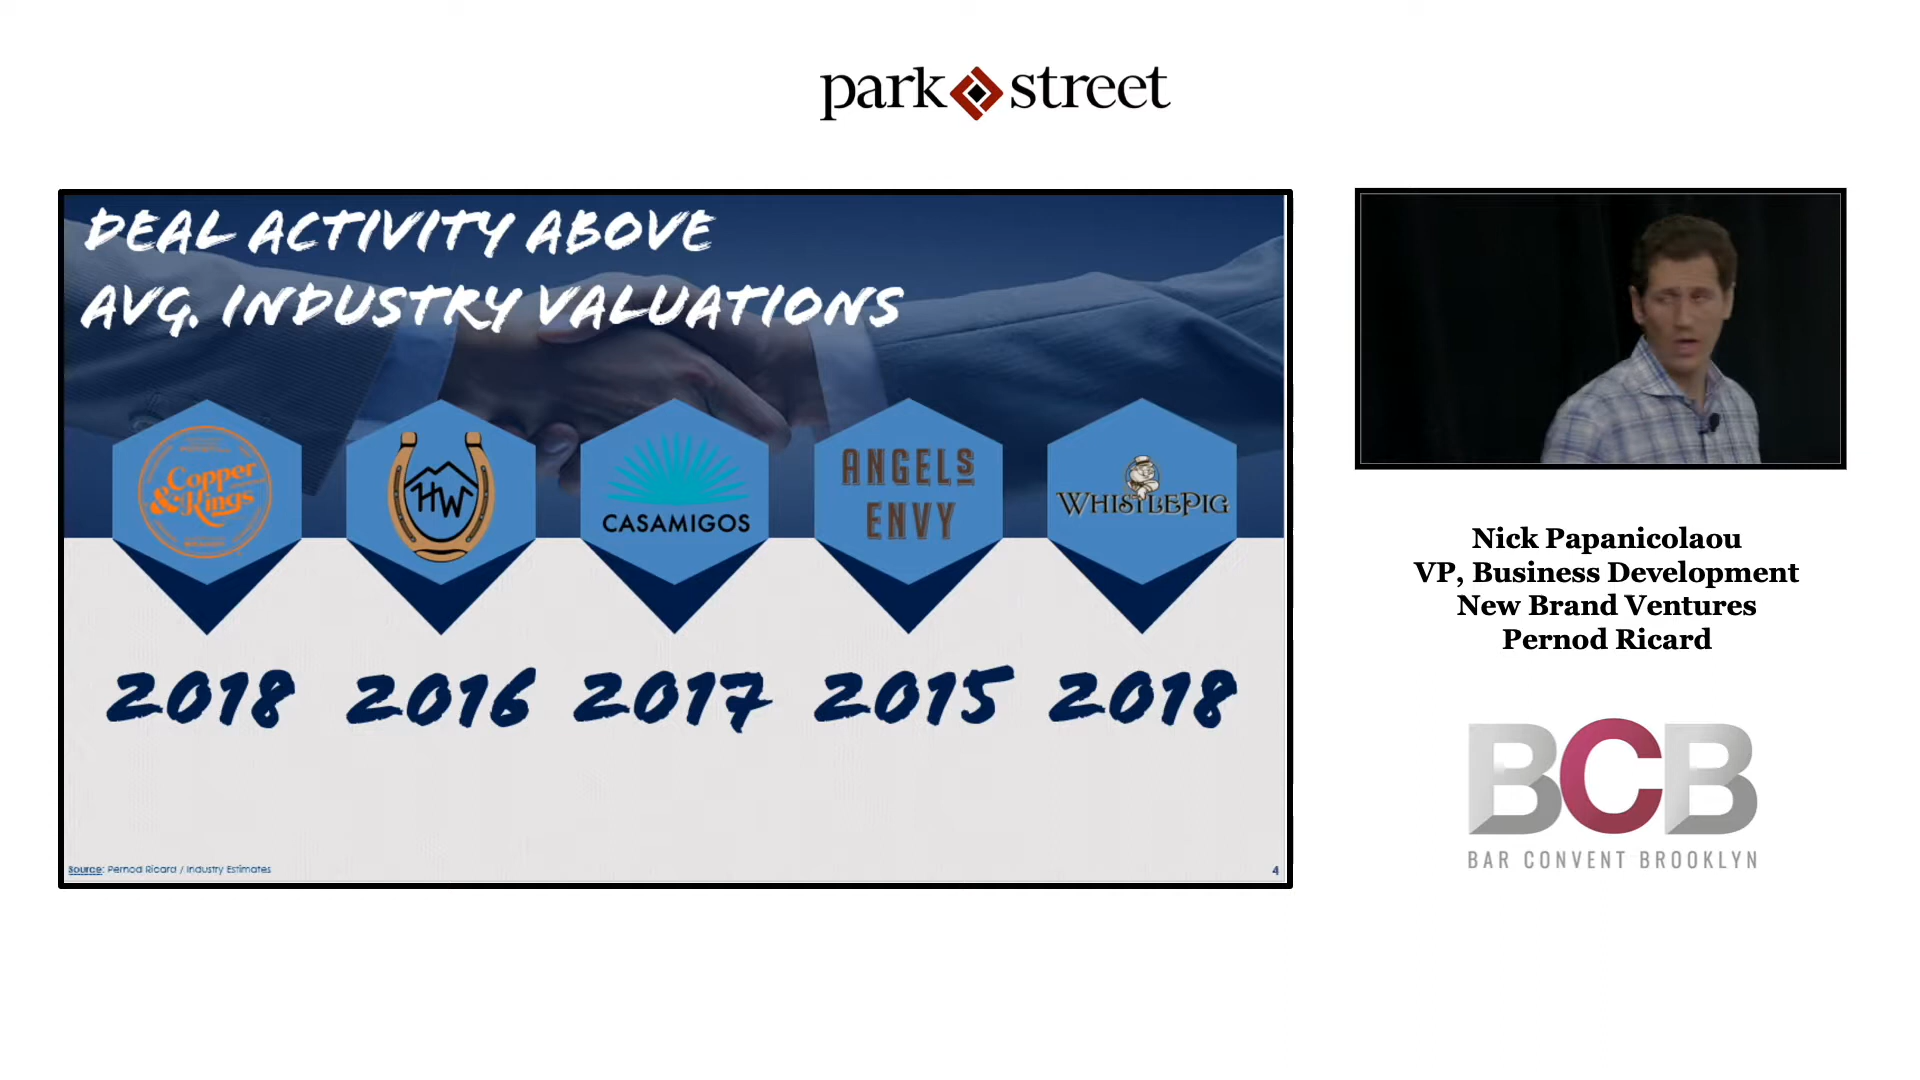 park street
DEAL ACTIVITY ABOVE
AVG. INDUSTRY VALUATIONS
Copper
& Kings
HW
CASAMIGOS
ANGELS
ENVY
WHISTLEPIG
2018
2016
2017
2015
2018
Source: Pernod Ricard / Industry Estimates
4
Nick Papanicolaou
VP, Business Development
New Brand Ventures
Pernod Ricard
BCB
BAR CONVENT BROOKLYN